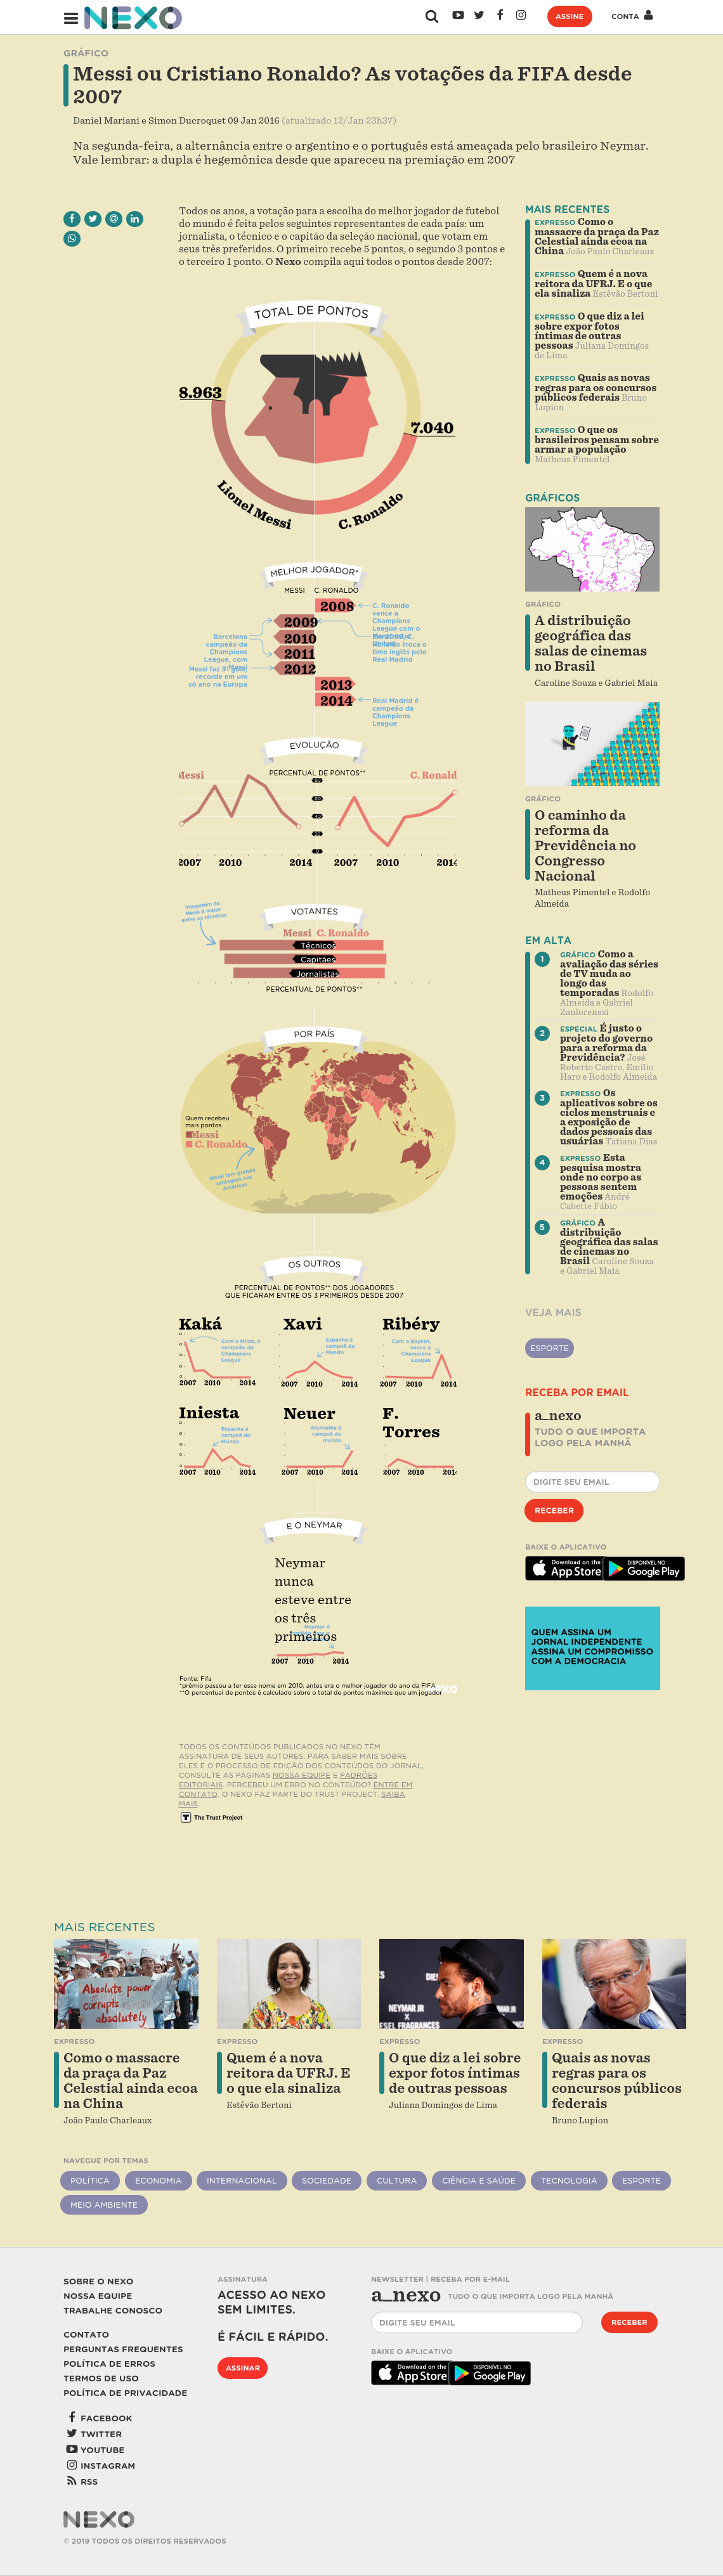 NEXO
ASSINE
CONTA
GRÁFICO
Messi ou Cristiano Ronaldo? As votações da FIFA desde
2007
Daniel Mariani e Simon Ducroquet 09 Jan 2016 (atualizado 12/Jan 23h37)
Na segunda-feira, a alternância entre o argentino e o português está ameaçada pelo brasileiro Neymar.
Vale lembrar: a dupla é hegemônica desde que apareceu na premiação em 2007
Todos os anos, a votação para a escolha do melhor jogador de futebol
do mundo é feita pelos seguintes representantes de cada país: um
jornalista, o técnico e o capitão da seleção nacional, que votam em
seus três preferidos. O primeiro recebe 5 pontos, o segundo 3 pontos e
o terceiro 1 ponto. O Nexo compila aqui todos o pontos desde 2007:
TOTAL DE PONTOS
8.963
7.040
Lionel Messi
C. Ronaldo
MELHOR JOGADOR*
MESSI C. RONALDO
2008
2009
2010
2011
2012
2013
2014
C. Ronaldo
vence a
Champions
League com o
Ronaldo troca o
time inglês pelo
Real Madrid
Barcelona
campeão da
Champions
League, com
Messi faz 91 gols,
recorde em um
só ano na Europa
Real Madrid é
campeão da
Champions
League
EVOLUÇÃO
PERCENTUAL DE PONTOS**
Messi
C. Ronald
80
60
40
20
0
2007 2010 2014 2007 2010 2014
VOTANTES
Vangatem de
Messi é maior
entre os técnicos
Messi C. Ronaldo
Técnicos
Capitães
Jornalistas
PERCENTUAL DE PONTOS**
POR PAÍS
Quem recebeu
mais pontos
Messi
C. Ronaldo
Messi tem grande
vantagem nas
Américas
OS OUTROS
PERCENTUAL DE PONTOS** DOS JOGADORES
QUE FICARAM ENTRE OS 3 PRIMEIROS DESDE 2007
Kaká
Com o Milan, é
campeão da
Champions
League
2007 2010 2014
Xavi
Espanha é
campeã do
Mundo
2007 2010 2014
Ribéry
Com o Bayern,
vence a
Champions
League
2007 2010 2014
Iniesta
Espanha é
campeã do
Mundo
2007 2010 2014
Neuer
Alemanha é
campeã do
mundo
2007 2010 2014
F.
Torres
2007 2010 2014
E O NEYMAR
Neymar
nunca
esteve entre
os três
primeiros
Neymar é
2007 2010 2014
Fonte: Fifa
*prêmio passou a ter esse nome em 2010, antes era o melhor jogador do ano da FIFA
**O percentual de pontos é calculado sobre o total de pontos máximos que um jogador
TODOS OS CONTEÚDOS PUBLICADOS NO NEXO TÊM
ASSINATURA DE SEUS AUTORES. PARA SABER MAIS SOBRE
ELES E O PROCESSO DE EDIÇÃO DOS CONTEÚDOS DO JORNAL,
CONSULTE AS PÁGINAS NOSSA EQUIPE E PADRÕES
EDITORIAIS. PERCEBEU UM ERRO NO CONTEÚDO? ENTRE EM
CONTATO. O NEXO FAZ PARTE DO TRUST PROJECT. SAIBA
MAIS.
The Trust Project
MAIS RECENTES
EXPRESSO Como o
massacre da praça da Paz
Celestial ainda ecoa na
China João Paulo Charleaux
EXPRESSO Quem é a nova
reitora da UFRJ. E o que
ela sinaliza Estêvão Bertoni
EXPRESSO O que diz a lei
sobre expor fotos
íntimas de outras
pessoas Juliana Domingos
de Lima
EXPRESSO Quais as novas
regras para os concursos
públicos federais Bruno
Lupion
EXPRESSO O que os
brasileiros pensam sobre
armar a população
Matheus Pimentel
GRÁFICOS
GRÁFICO
A distribuição
geográfica das
salas de cinemas
no Brasil
Caroline Souza e Gabriel Maia
GRÁFICO
O caminho da
reforma da
Previdência no
Congresso
Nacional
Matheus Pimentel e Rodolfo
Almeida
EM ALTA
1 GRÁFICO Como a
avaliação das séries
de TV muda ao
longo das
temporadas Rodolfo
Almeida e Gabriel
Zanlorenssi
2 ESPECIAL É justo o
projeto do governo
para a reforma da
Previdência? José
Roberto Castro, Emilio
Haro e Rodolfo Almeida
3 EXPRESSO Os
aplicativos sobre os
ciclos menstruais e
a exposição de
dados pessoais das
usuárias Tatiana Dias
4 EXPRESSO Esta
pesquisa mostra
onde no corpo as
pessoas sentem
emoções André
Cabette Fábio
5 GRÁFICO A
distribuição
geográfica das salas
de cinemas no
Brasil Caroline Souza
e Gabriel Maia
VEJA MAIS
ESPORTE
RECEBA POR EMAIL
a_nexo
TUDO O QUE IMPORTA
LOGO PELA MANHÃ
DIGITE SEU EMAIL
RECEBER
BAIXE O APLICATIVO
Download on the App Store
DISPONÍVEL NO Google Play
QUEM ASSINA UM
JORNAL INDEPENDENTE
ASSINA UM COMPROMISSO
COM A DEMOCRACIA
MAIS RECENTES
Absolute power
corrupts
absolutely
NEYMAR JR
X
DIESEL FRAGRANCES
EXPRESSO
Como o massacre
da praça da Paz
Celestial ainda ecoa
na China
João Paulo Charleaux
EXPRESSO
Quem é a nova
reitora da UFRJ. E
o que ela sinaliza
Estêvão Bertoni
EXPRESSO
O que diz a lei sobre
expor fotos íntimas
de outras pessoas
Juliana Domingos de Lima
EXPRESSO
Quais as novas
regras para os
concursos públicos
federais
Bruno Lupion
NAVEGUE POR TEMAS
POLÍTICA ECONOMIA INTERNACIONAL SOCIEDADE CULTURA CIÊNCIA E SAÚDE TECNOLOGIA ESPORTE
MEIO AMBIENTE
SOBRE O NEXO
NOSSA EQUIPE
TRABALHE CONOSCO
CONTATO
PERGUNTAS FREQUENTES
POLÍTICA DE ERROS
TERMOS DE USO
POLÍTICA DE PRIVACIDADE
FACEBOOK
TWITTER
YOUTUBE
INSTAGRAM
RSS
ASSINATURA
ACESSO AO NEXO
SEM LIMITES.
É FÁCIL E RÁPIDO.
ASSINAR
NEWSLETTER | RECEBA POR E-MAIL
a_nexo TUDO O QUE IMPORTA LOGO PELA MANHÃ
DIGITE SEU EMAIL
RECEBER
BAIXE O APLICATIVO
Download on the App Store
DISPONÍVEL NO Google Play
NEXO
© 2019 TODOS OS DIREITOS RESERVADOS